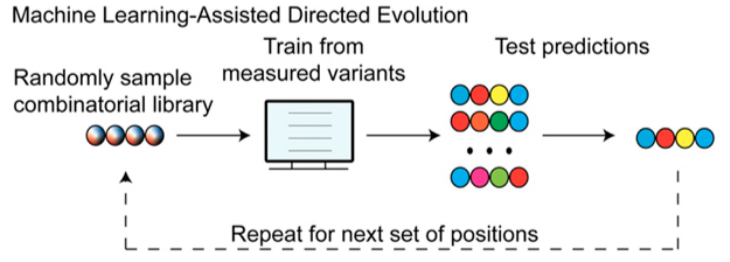 Machine Learning-Assisted Directed Evolution
Randomly sample
combinatorial library
Train from
measured variants
Test predictions
Repeat for next set of positions